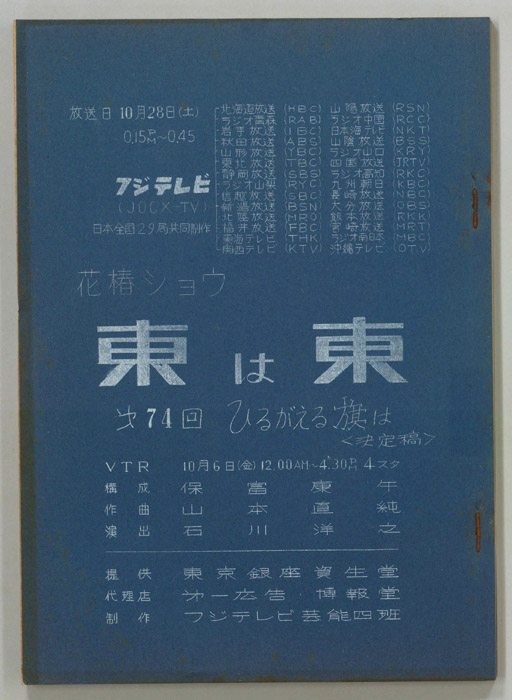 放送日 10月28日(土)
0.15PM~0.45
フジテレビ
(JOCX-TV)
日本全国29局共同制作
北海道放送 (HBC)
ラジオ青森 (RAB)
岩手放送 (IBC)
秋田放送 (ABS)
山形放送 (YBC)
東北放送 (TBC)
静岡放送 (SBS)
ラジオ山梨 (RYC)
信越放送 (SBC)
新潟放送 (BSN)
北陸放送 (MRO)
福井放送 (FBC)
東海テレビ (THK)
関西テレビ (KTV)
山陽放送 (RSN)
ラジオ中国 (RCC)
日本海テレビ (NKT)
山陰放送 (BSS)
ラジオ山口 (KRY)
四国放送 (JRTV)
ラジオ高知 (RKC)
九州朝日 (KBC)
長崎放送 (NBC)
大分放送 (OBS)
熊本放送 (RKK)
宮崎放送 (MRT)
ラジオ南日本 (MBC)
沖縄テレビ (OTV)
花椿ショウ
東は東
第74回 ひるがえる旗は
<決定稿>
VTR 10月6日(金)12.00AM~4.30P. 4スタ
構成 保富康午
作曲 山本直純
演出 石川洋之
提供 東京銀座資生堂
代理店 第一広告・博報堂
制作 フジテレビ芸能四班